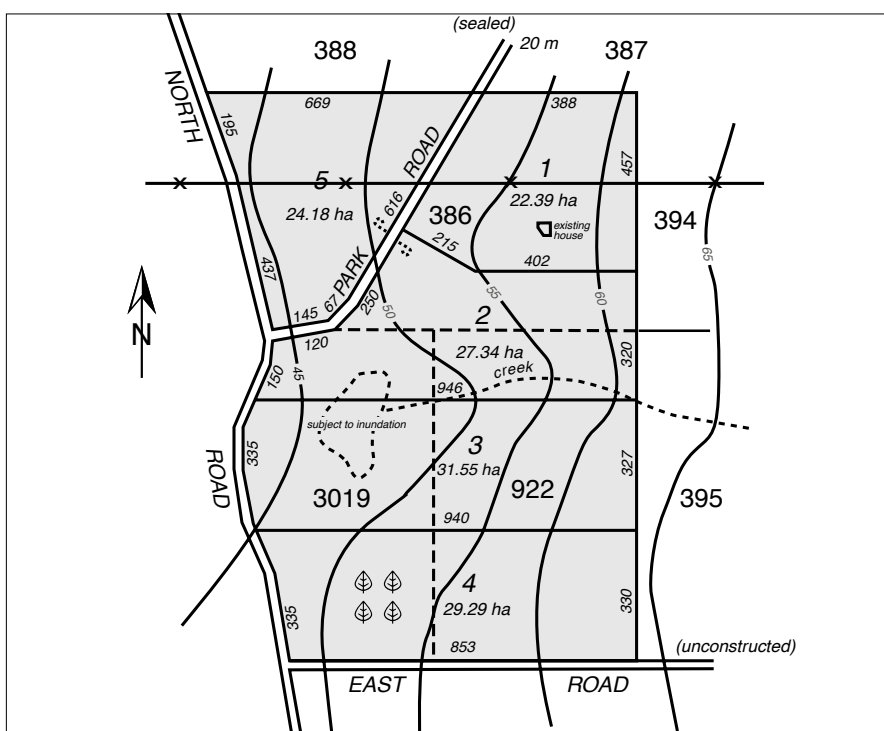 (sealed)
20 m
388
387
669
388
NORTH
195
ROAD
457
5
1
616
386
22.39 ha
24.18 ha
existing
house
394
215
402
437
PARK
65
67
250
50
55
60
145
120
2
N
27.34 ha
320
creek
150
45
946
subject to inundation
335
3
31.55 ha
327
ROAD
3019
922
395
940
4
29.29 ha
330
335
853
(unconstructed)
EAST ROAD